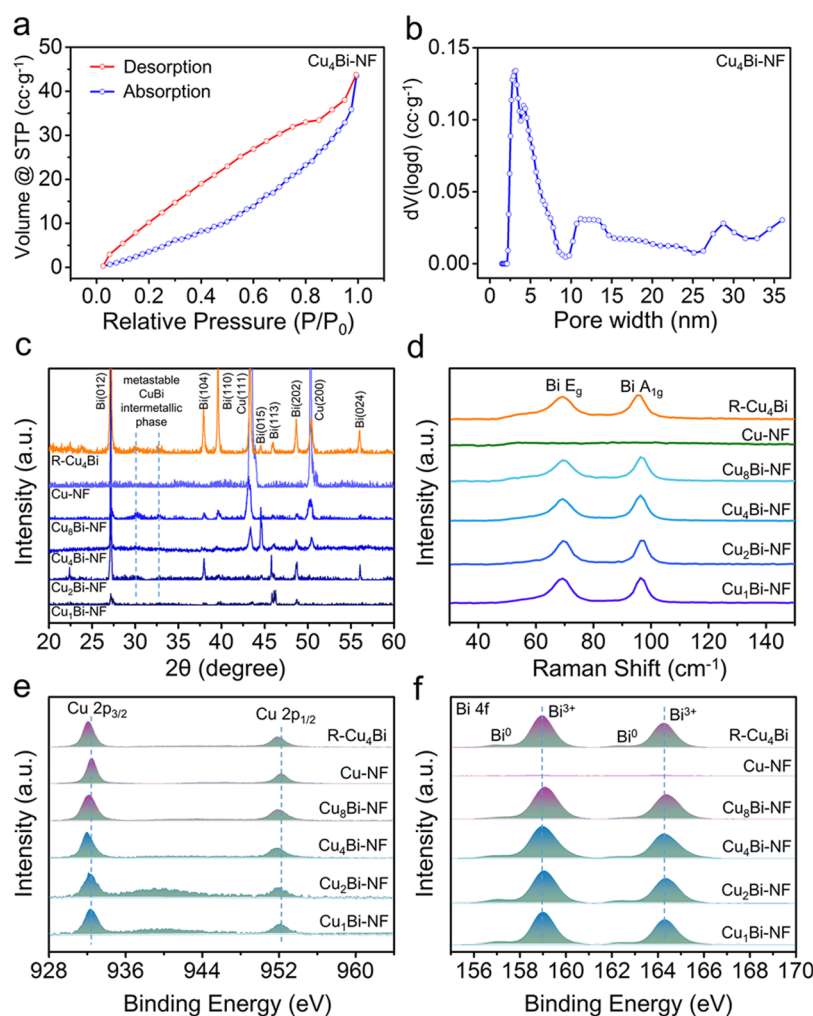 a
Volume @ STP (cc·g⁻¹)
50
40
30
20
10
0
Desorption
Absorption
Cu₄Bi-NF
0.0 0.2 0.4 0.6 0.8 1.0
Relative Pressure (P/P₀)
b
dV(logd) (cc·g⁻¹)
0.15
0.10
0.05
0.00
Cu₄Bi-NF
0 5 10 15 20 25 30 35
Pore width (nm)
c
Intensity (a.u.)
Bi(012)
metastable
CuBi
intermetallic
phase
Bi(104)
Bi(110)
Cu(111)
Bi(015)
Bi(113)
Bi(202)
Cu(200)
Bi(024)
R-Cu₄Bi
Cu-NF
Cu₈Bi-NF
Cu₄Bi-NF
Cu₂Bi-NF
Cu₁Bi-NF
20 25 30 35 40 45 50 55 60
2θ (degree)
d
Intensity (a.u.)
Bi E_g
Bi A₁g
R-Cu₄Bi
Cu-NF
Cu₈Bi-NF
Cu₄Bi-NF
Cu₂Bi-NF
Cu₁Bi-NF
40 60 80 100 120 140
Raman Shift (cm⁻¹)
e
Intensity (a.u.)
Cu 2p₃/₂
Cu 2p₁/₂
R-Cu₄Bi
Cu-NF
Cu₈Bi-NF
Cu₄Bi-NF
Cu₂Bi-NF
Cu₁Bi-NF
928 936 944 952 960
Binding Energy (eV)
f
Intensity (a.u.)
Bi 4f
Bi⁰
Bi³⁺
Bi⁰
Bi³⁺
R-Cu₄Bi
Cu-NF
Cu₈Bi-NF
Cu₄Bi-NF
Cu₂Bi-NF
Cu₁Bi-NF
156 158 160 162 164 166 168 170
Binding Energy (eV)